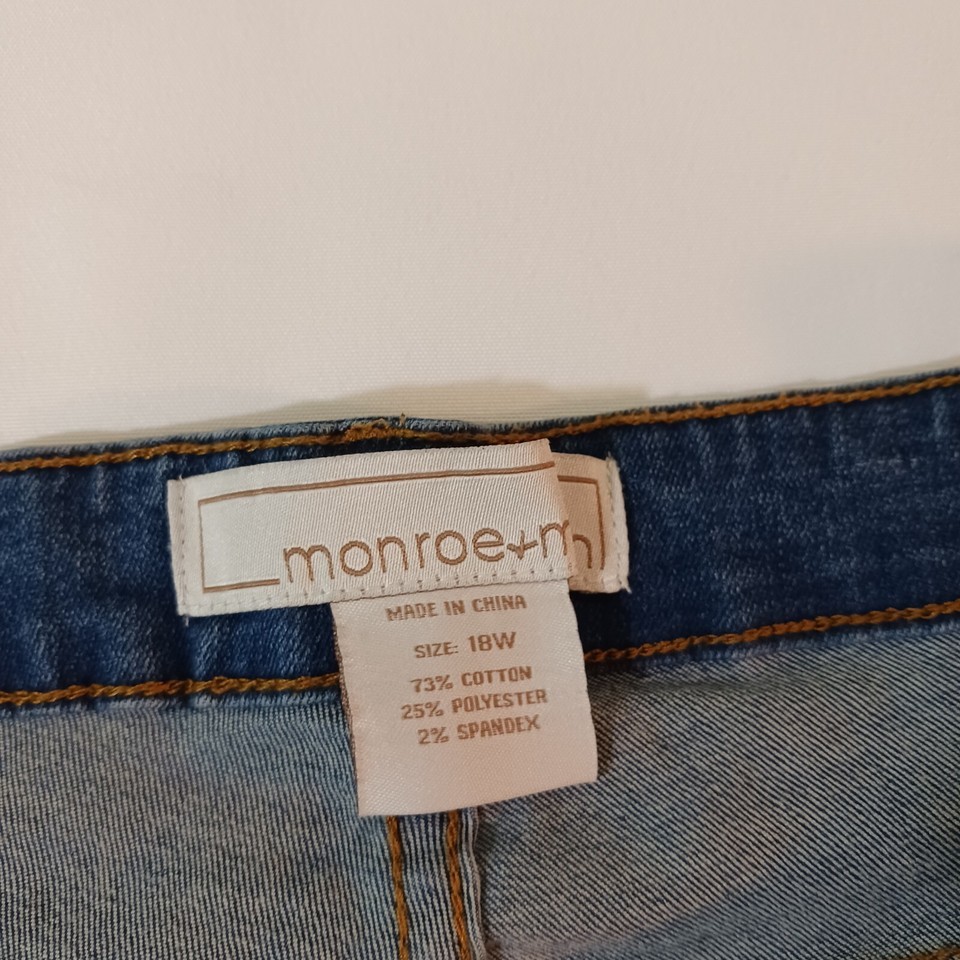 monroe+m
MADE IN CHINA
SIZE: 18W
73% COTTON
25% POLYESTER
2% SPANDEX